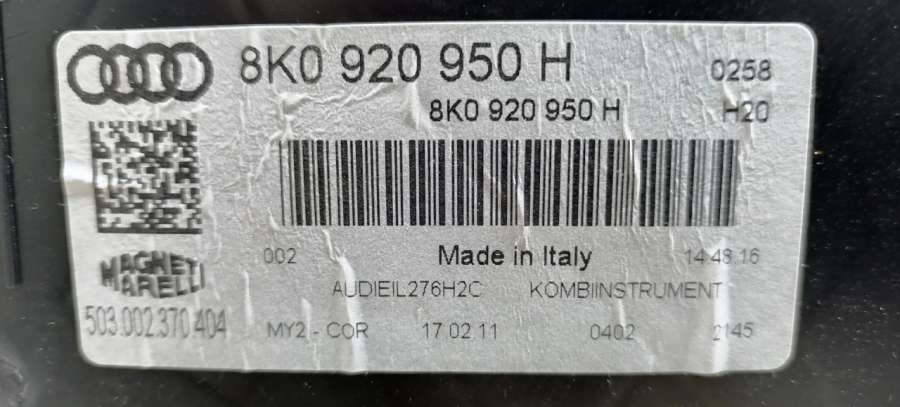 8K0 920 950 H 0258
8K0 920 950 H H20
002 Made in Italy 14:48:16
MAGNETI
MARELLI
AUDIEIL276H2C KOMBIINSTRUMENT
503.002.370.404
MY2 - COR 17 02 11 0402 2145